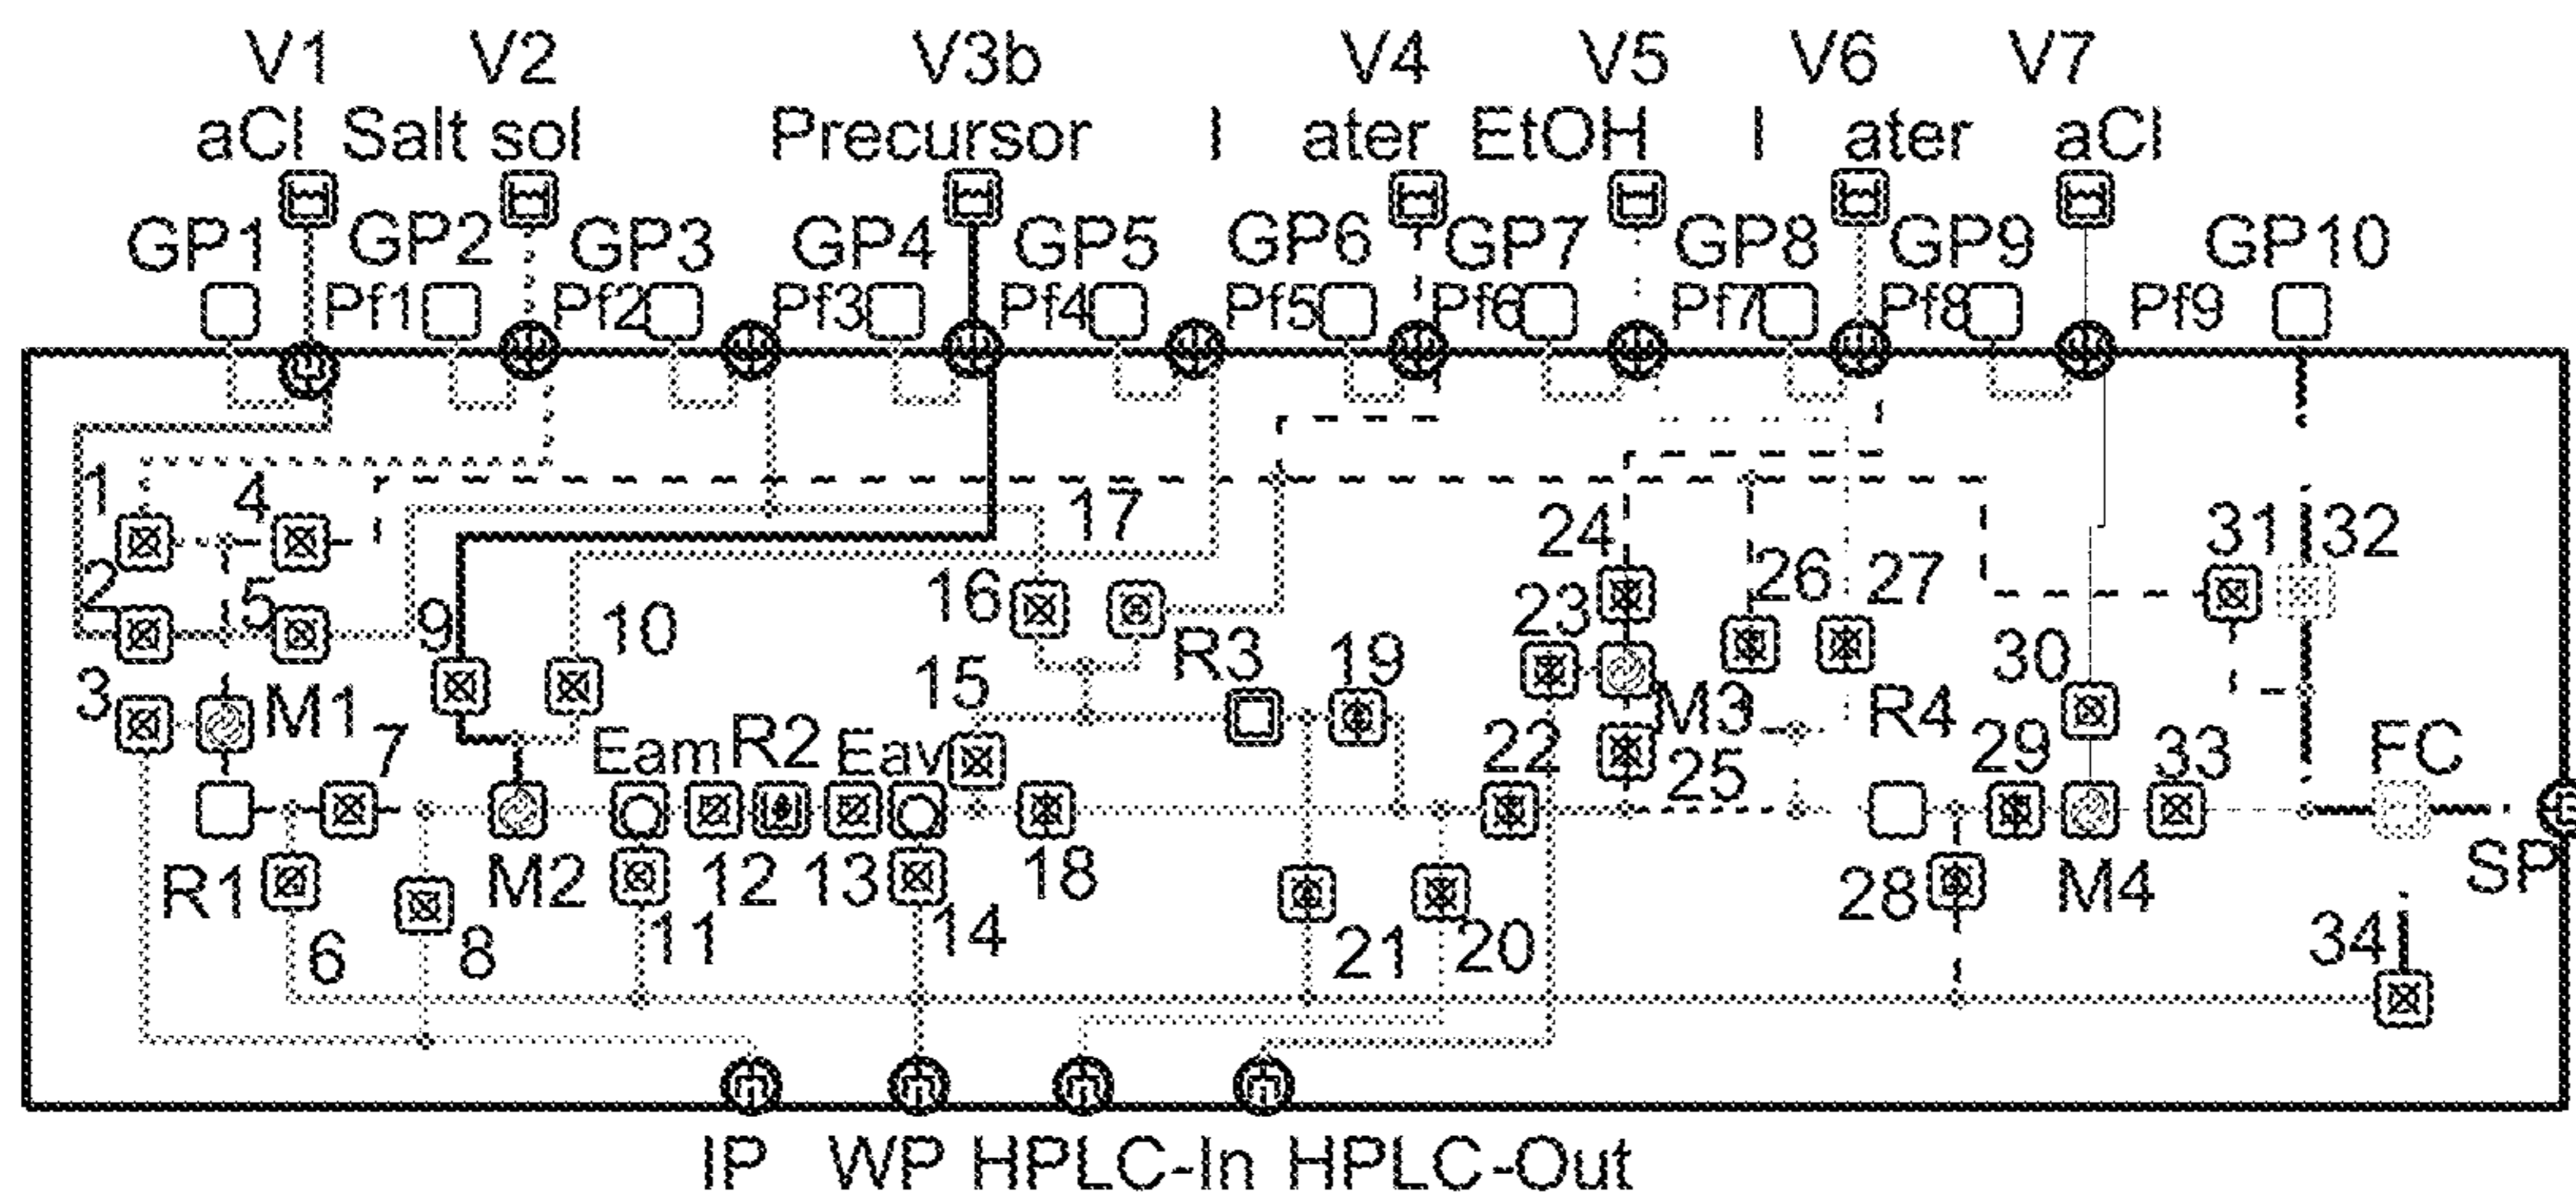 V1 V2 V3b V4 V5 V6 V7
aCl Salt sol Precursor I ater EtOH I ater aCl
GP1 GP2 GP3 GP4 GP5 GP6 GP7 GP8 GP9 GP10
Pf1 Pf2 Pf3 Pf4 Pf5 Pf6 Pf7 Pf8 Pf9
1 4 17 24 31 32
2 5 9 10 16 R3 19 23 26 27 30
3 M1 7 Eam R2 Eav 15 22 M3 25 R4 29 33 FC
R1 M2 12 13 18 28 M4 SP
6 8 11 14 21 20 34
IP WP HPLC-In HPLC-Out